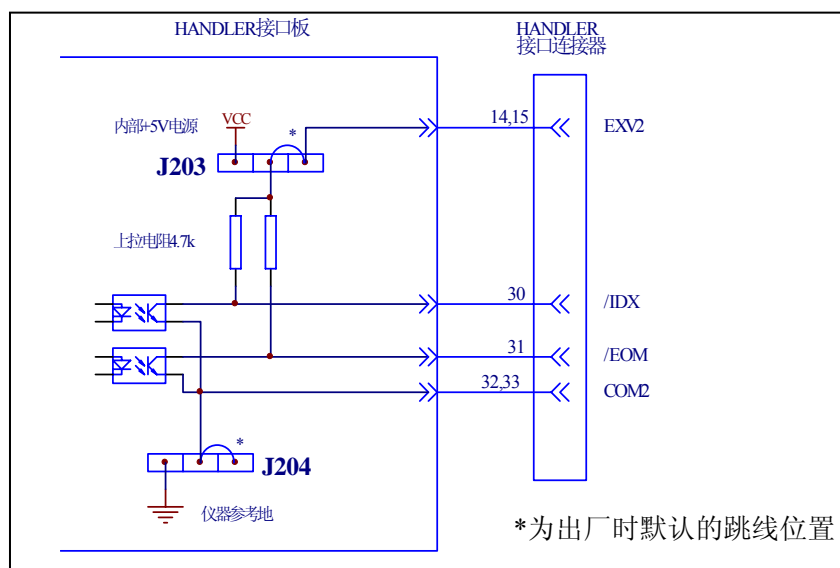 HANDLER接口板
HANDLER
接口连接器
内部+5V电源
VCC
*
14,15
EXV2
J203
上拉电阻4.7k
30
/IDX
31
/EOM
32,33
COM2
*
J204
仪器参考地
*为出厂时默认的跳线位置